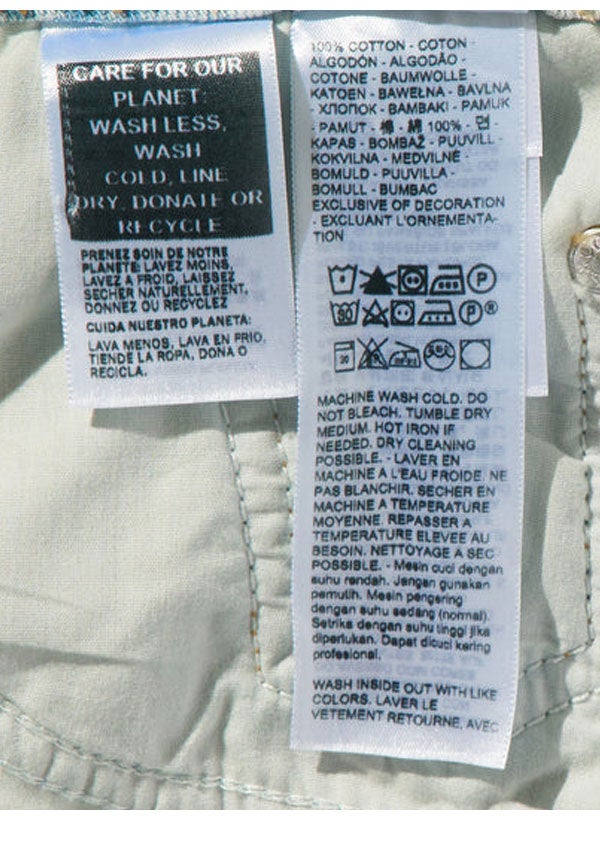 CARE FOR OUR
PLANET:
WASH LESS,
WASH
COLD, LINE
DRY, DONATE OR
RECYCLE
PRENEZ SOIN DE NOTRE
PLANETE: LAVEZ MOINS,
LAVEZ A FROID, LAISSEZ
SECHER NATURELLEMENT,
DONNEZ OU RECYCLEZ
CUIDA NUESTRO PLANETA:
LAVA MENOS, LAVA EN FRIO,
TIENDE LA ROPA, DONA O
RECICLA.
100% COTTON - COTON -
ALGODÓN - ALGODÃO -
COTONE - BAUMWOLLE -
KATOEN - BAWEŁNA - BAVLNA
- ХЛОПОК - BAMBAKI - PAMUK
- PAMUT - 棉 - 綿 100% - 면 -
KAPAS - BOMBAŽ - PUUVILL -
KOKVILNA - MEDVILNĖ -
BOMULD - PUUVILLA -
BOMULL - BUMBAC
EXCLUSIVE OF DECORATION
- EXCLUANT L'ORNEMENTA-
TION
MACHINE WASH COLD. DO
NOT BLEACH. TUMBLE DRY
MEDIUM. HOT IRON IF
NEEDED. DRY CLEANING
POSSIBLE. - LAVER EN
MACHINE A L'EAU FROIDE. NE
PAS BLANCHIR. SECHER EN
MACHINE A TEMPERATURE
MOYENNE. REPASSER A
TEMPERATURE ELEVEE AU
BESOIN. NETTOYAGE A SEC
POSSIBLE. - Mesin cuci dengan
suhu rendah. Jangan gunakan
pemutih. Mesin pengering
dengan suhu sedang (normal).
Setrika dengan suhu tinggi jika
diperlukan. Dapat dicuci kering
profesional.
WASH INSIDE OUT WITH LIKE
COLORS. LAVER LE
VETEMENT RETOURNE, AVEC